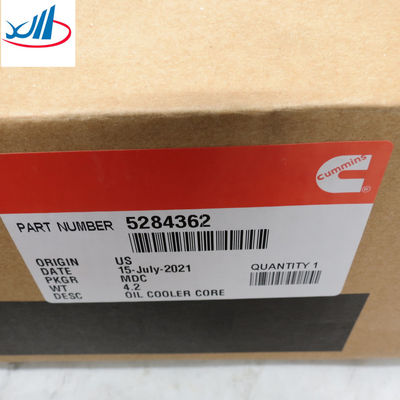 Cummins
®
PART NUMBER 5284362
ORIGIN US
DATE 15-July-2021
PKGR MDC
QUANTITY 1
WT 4.2
DESC OIL COOLER CORE